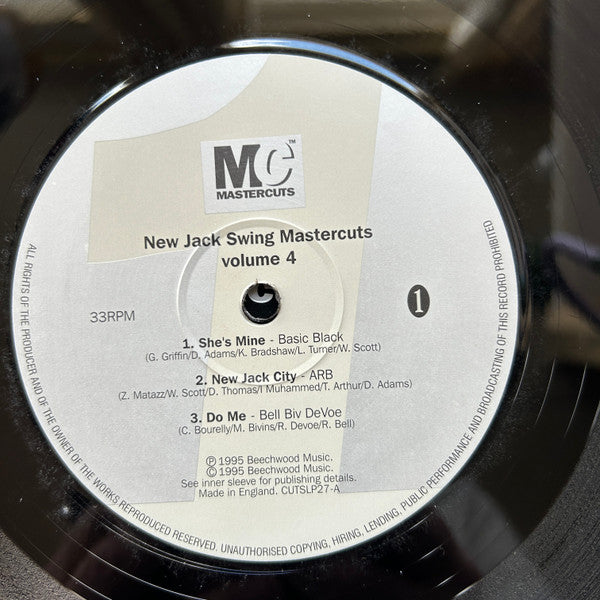 MC™
MASTERCUTS
New Jack Swing Mastercuts
volume 4
33RPM
1
1. She's Mine - Basic Black
(G. Griffin/D. Adams/K. Bradshaw/L. Turner/W. Scott)
2. New Jack City - ARB
(Z. Matazz/W. Scott/D. Thomas/I Muhammed/T. Arthur/D. Adams)
3. Do Me - Bell Biv DeVoe
(C. Bourelly/M. Bivins/R. Devoe/R. Bell)
℗ 1995 Beechwood Music.
© 1995 Beechwood Music.
See inner sleeve for publishing details.
Made in England. CUTSLP27-A
ALL RIGHTS OF THE PRODUCER AND OF THE OWNER OF THE WORKS REPRODUCED RESERVED. UNAUTHORISED COPYING, HIRING, LENDING, PUBLIC PERFORMANCE AND BROADCASTING OF THIS RECORD PROHIBITED